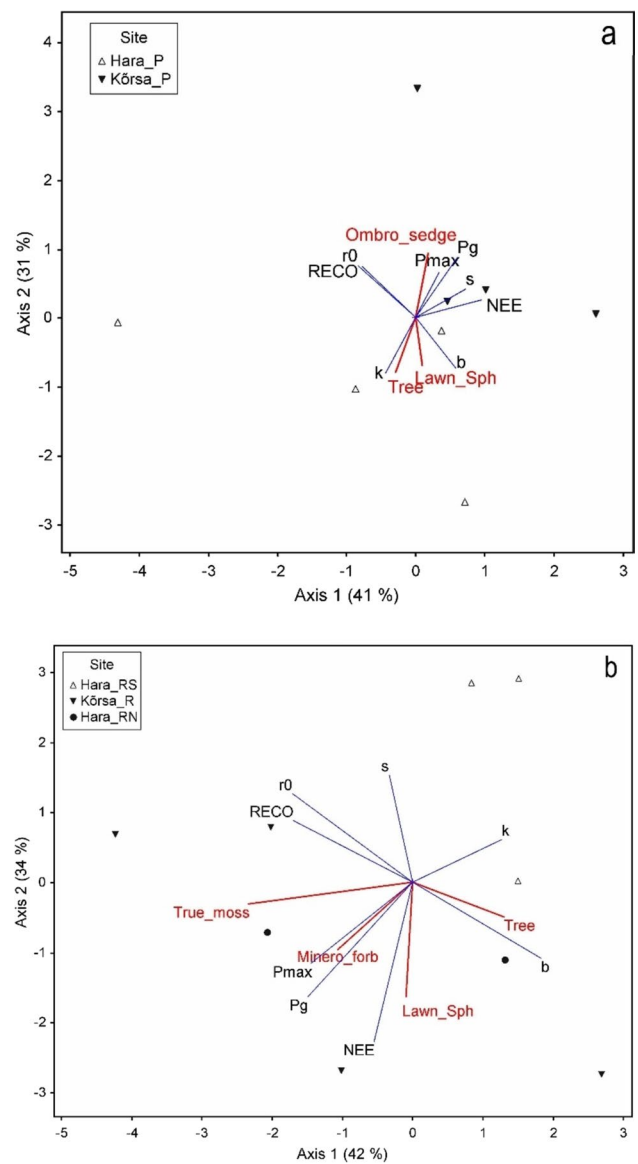 a
Site
Hara_P
Kõrsa_P
4
3
2
1
0
-1
-2
-3
Axis 2 (31 %)
Ombro_sedge
r0
Pg
RECO
Pmax
s
NEE
k
b
Tree
Lawn_Sph
-5
-4
-3
-2
-1
0
1
2
3
Axis 1 (41 %)
b
Site
Hara_RS
Kõrsa_R
Hara_RN
3
2
1
0
-1
-2
-3
Axis 2 (34 %)
s
r0
RECO
k
True_moss
Tree
Minero_forb
Pmax
b
Pg
Lawn_Sph
NEE
-5
-4
-3
-2
-1
0
1
2
3
Axis 1 (42 %)